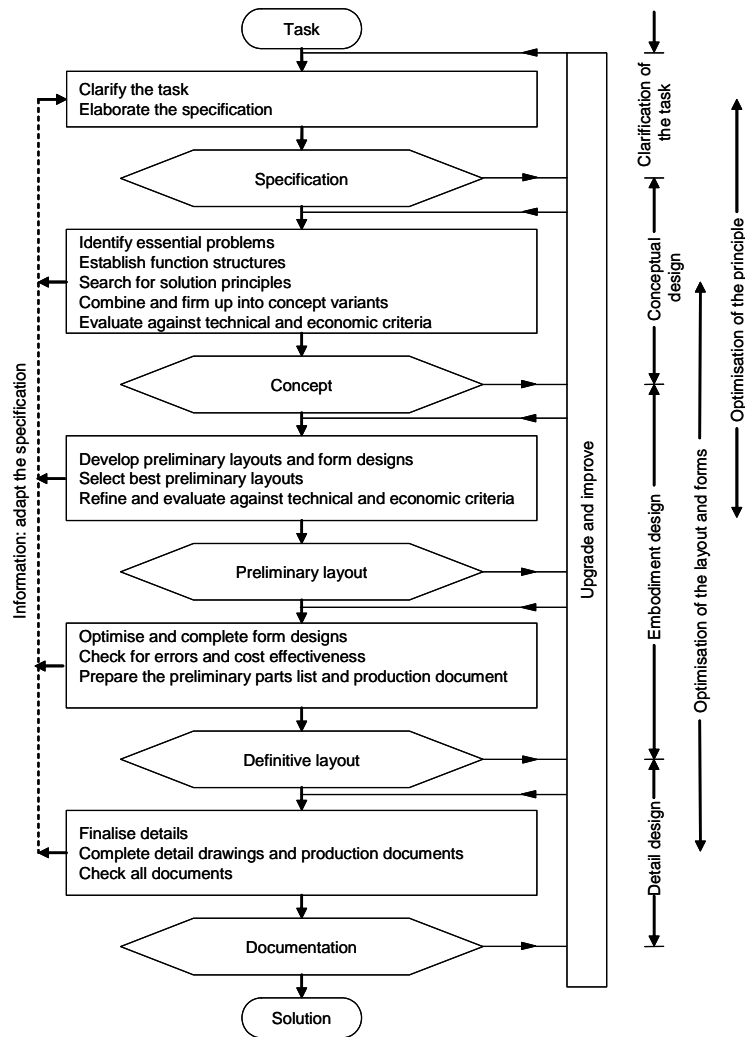 Task
Clarify the task
Elaborate the specification
Specification
Identify essential problems
Establish function structures
Search for solution principles
Combine and firm up into concept variants
Evaluate against technical and economic criteria
Concept
Develop preliminary layouts and form designs
Select best preliminary layouts
Refine and evaluate against technical and economic criteria
Preliminary layout
Optimise and complete form designs
Check for errors and cost effectiveness
Prepare the preliminary parts list and production document
Definitive layout
Finalise details
Complete detail drawings and production documents
Check all documents
Documentation
Solution
Information: adapt the specification
Upgrade and improve
Clarification of
the task
Conceptual
design
Embodiment design
Detail design
Optimisation of the layout and forms
Optimisation of the principle